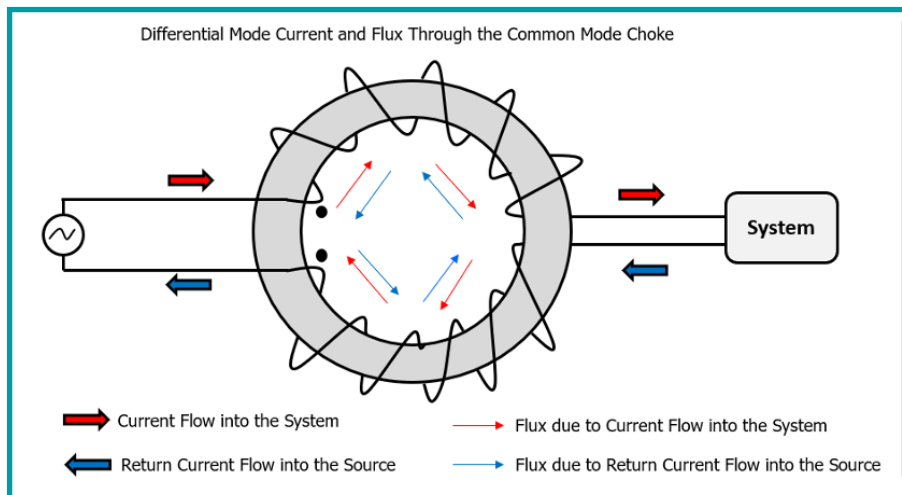 Differential Mode Current and Flux Through the Common Mode Choke
System
Current Flow into the System
Flux due to Current Flow into the System
Return Current Flow into the Source
Flux due to Return Current Flow into the Source